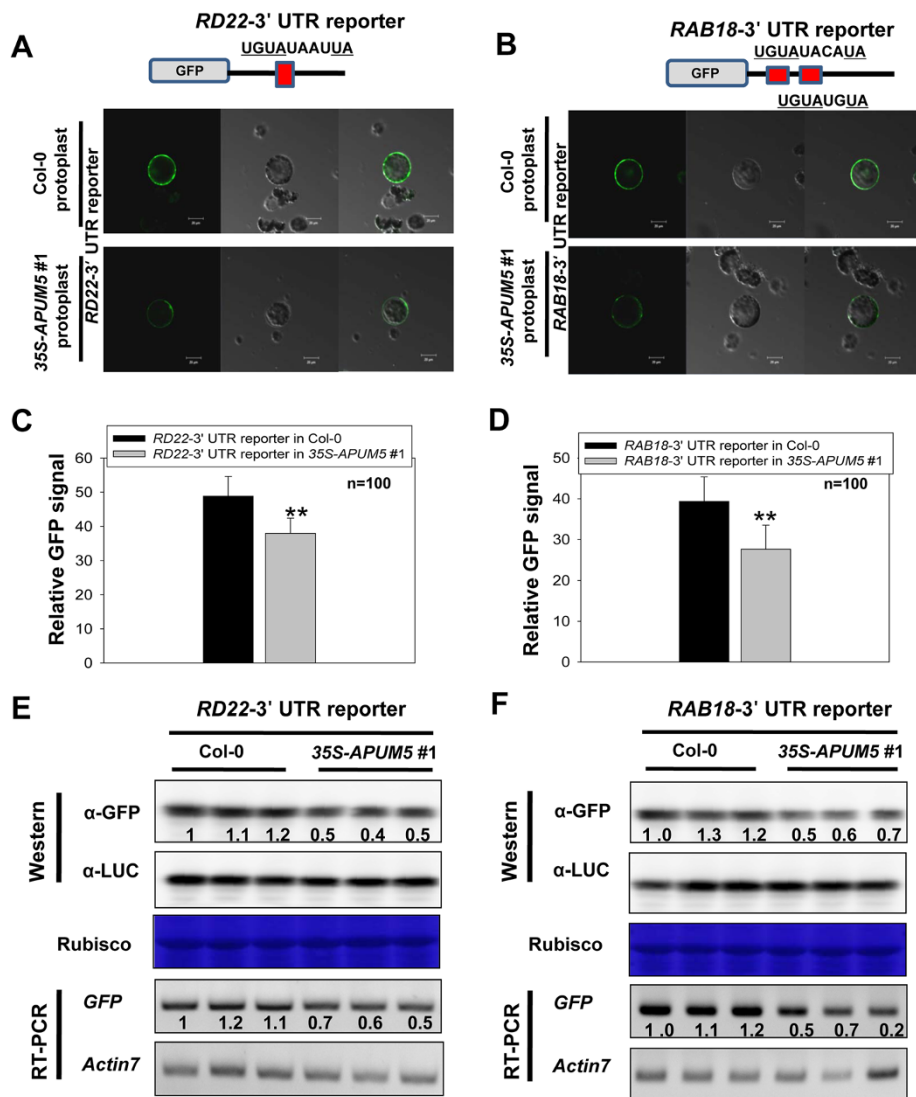 A
RD22-3' UTR reporter
UGUAUAAUUA
GFP
Col-0
protoplast
35S-APUM5 #1
protoplast
RD22-3' UTR reporter
B
RAB18-3' UTR reporter
UGUAUACAUA
GFP
UGUAUGUA
Col-0
protoplast
35S-APUM5 #1
protoplast
RAB18-3' UTR reporter
C
RD22-3' UTR reporter in Col-0
RD22-3' UTR reporter in 35S-APUM5 #1
n=100
**
Relative GFP signal
60
50
40
30
20
10
0
D
RAB18-3' UTR reporter in Col-0
RAB18-3' UTR reporter in 35S-APUM5 #1
n=100
**
Relative GFP signal
50
40
30
20
10
0
E
RD22-3' UTR reporter
Col-0 35S-APUM5 #1
Western
α-GFP
1 1.1 1.2 0.5 0.4 0.5
α-LUC
Rubisco
RT-PCR
GFP
1 1.2 1.1 0.7 0.6 0.5
Actin7
F
RAB18-3' UTR reporter
Col-0 35S-APUM5 #1
Western
α-GFP
1.0 1.3 1.2 0.5 0.6 0.7
α-LUC
Rubisco
RT-PCR
GFP
1.0 1.1 1.2 0.5 0.7 0.2
Actin7